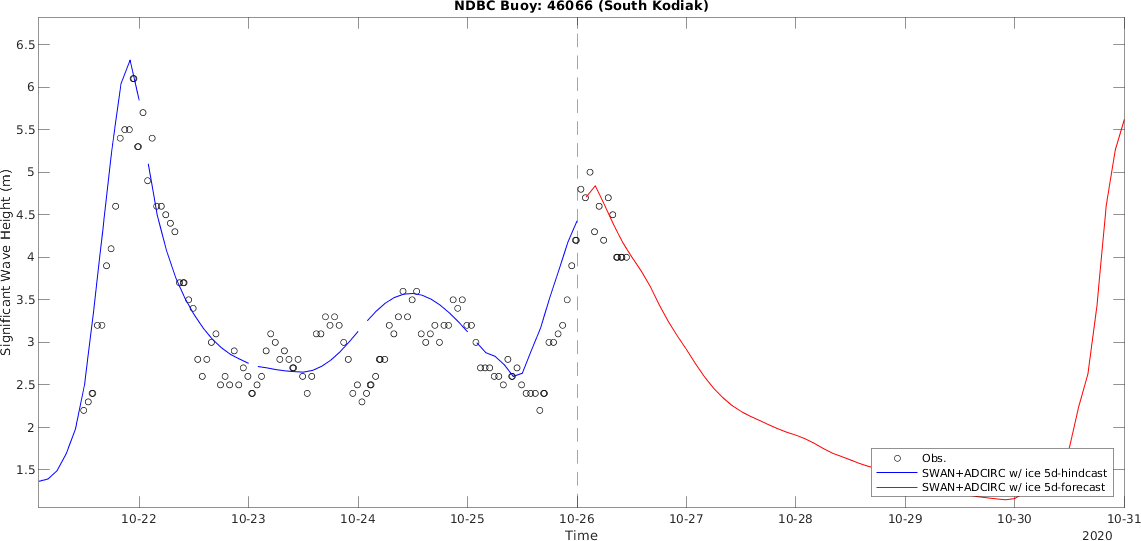 NDBC Buoy: 46066 (South Kodiak)
Significant Wave Height (m)
6.5
6
5.5
5
4.5
4
3.5
3
2.5
2
1.5
Obs.
SWAN+ADCIRC w/ ice 5d-hindcast
SWAN+ADCIRC w/ ice 5d-forecast
10-22 10-23 10-24 10-25 10-26 10-27 10-28 10-29 10-30 10-31
Time
2020